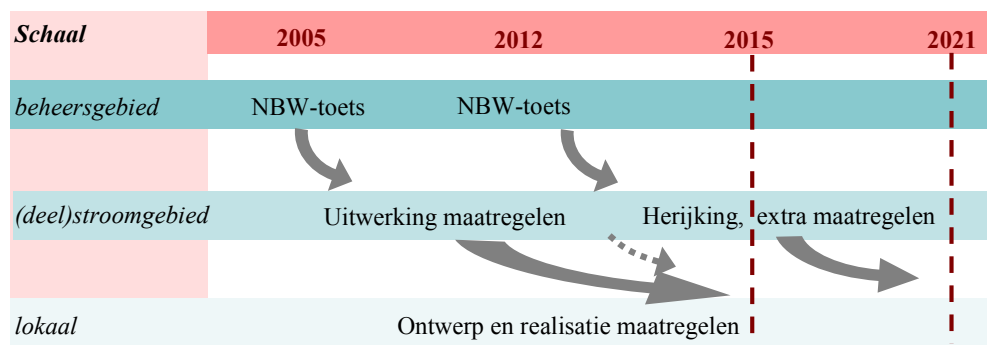 Schaal 2005 2012 2015 2021
beheersgebied NBW-toets NBW-toets
(deel)stroomgebied Uitwerking maatregelen Herijking, extra maatregelen
lokaal Ontwerp en realisatie maatregelen